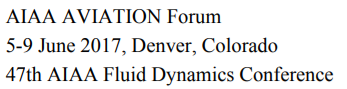 AIAA AVIATION Forum
5-9 June 2017, Denver, Colorado
47th AIAA Fluid Dynamics Conference